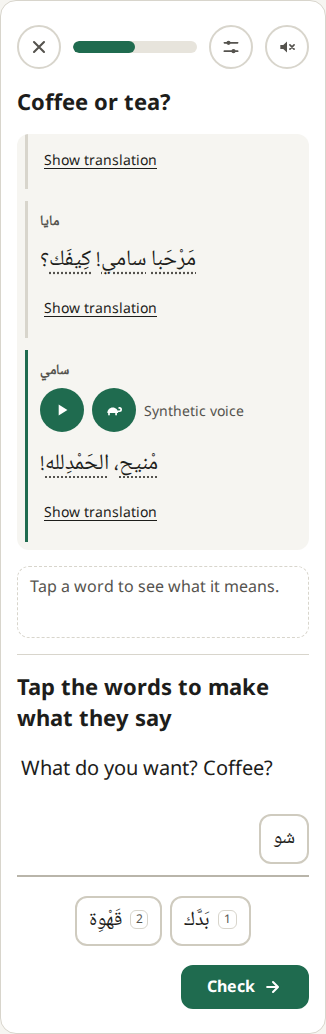 Coffee or tea?
Show translation
مايا
مَرْحَبا سامي! كِيفَك؟
Show translation
سامي
Synthetic voice
مْنيح، الحَمْدِلله!
Show translation
Tap a word to see what it means.
Tap the words to make
what they say
What do you want? Coffee?
شو
بَدَّك 1
قَهْوِة 2
Check